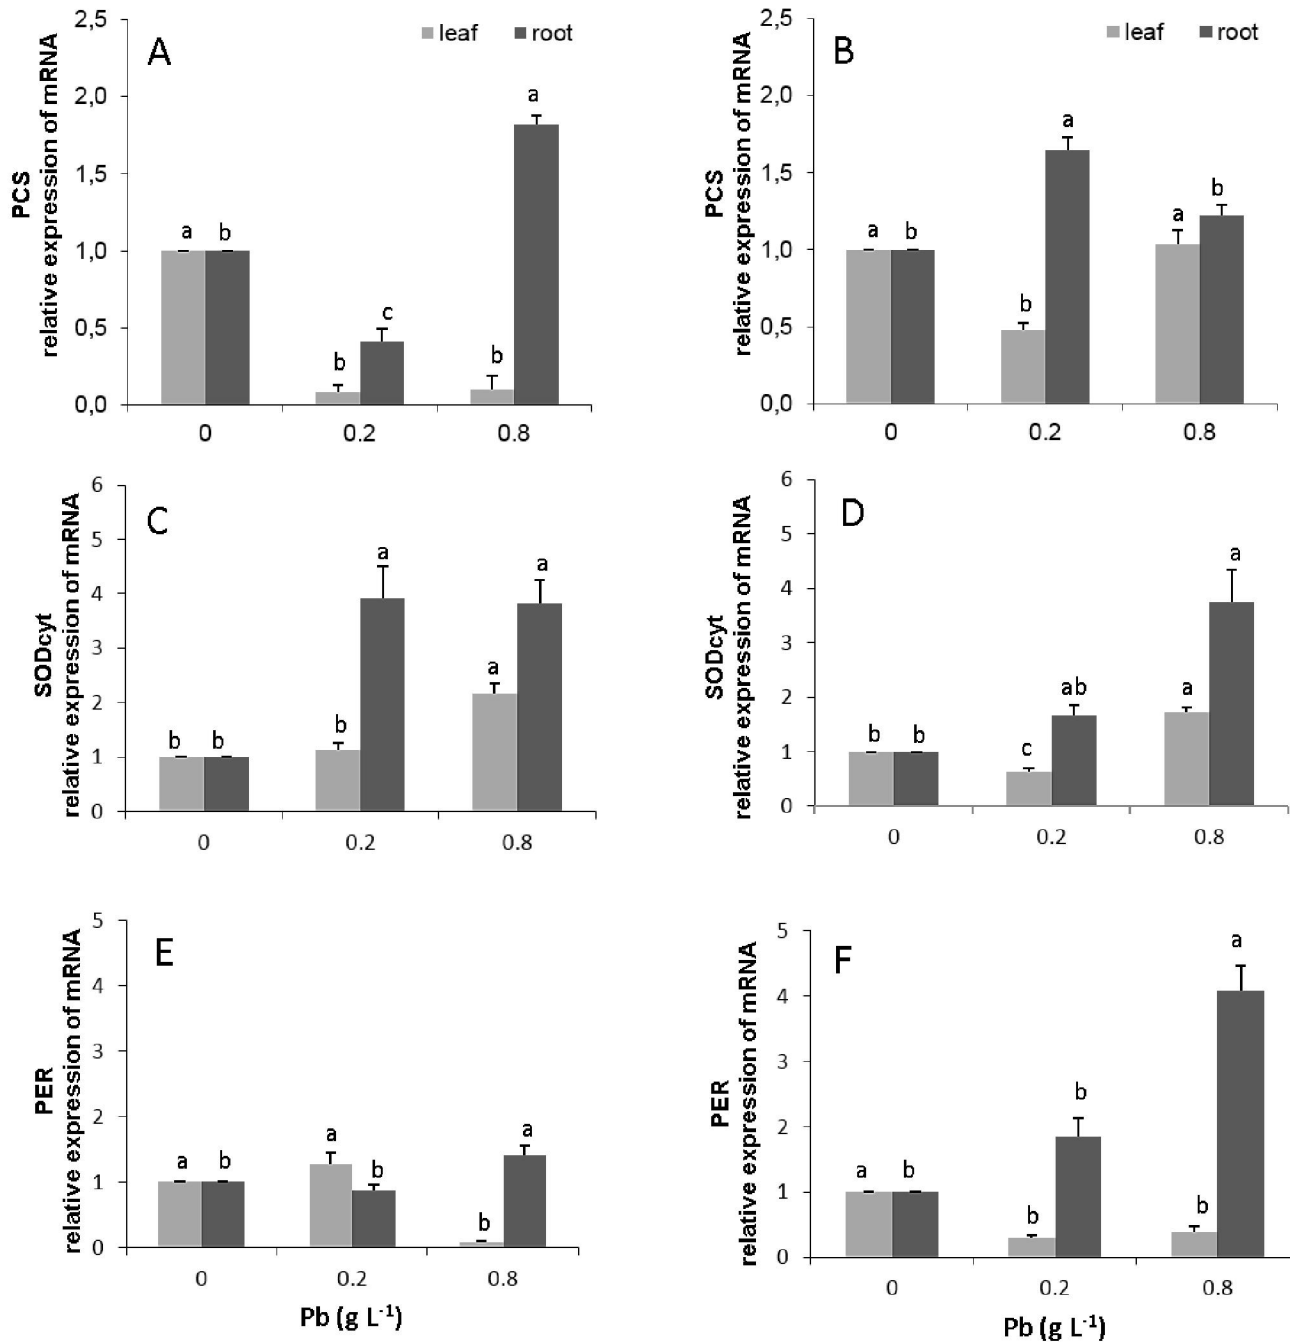 A
leaf root
PCS
relative expression of mRNA
2,5
2,0
1,5
1,0
0,5
0,0
a b
b c
b a
0 0.2 0.8
B
leaf root
PCS
relative expression of mRNA
2,5
2,0
1,5
1,0
0,5
0,0
a b
b a
a b
0 0.2 0.8
C
SODcyt
relative expression of mRNA
6
5
4
3
2
1
0
b b
b a
a a
0 0.2 0.8
D
SODcyt
relative expression of mRNA
6
5
4
3
2
1
0
b b
c ab
a a
0 0.2 0.8
E
PER
relative expression of mRNA
5
4
3
2
1
0
a b
a b
b a
0 0.2 0.8
Pb (g L⁻¹)
F
PER
relative expression of mRNA
5
4
3
2
1
0
a b
b b
b a
0 0.2 0.8
Pb (g L⁻¹)